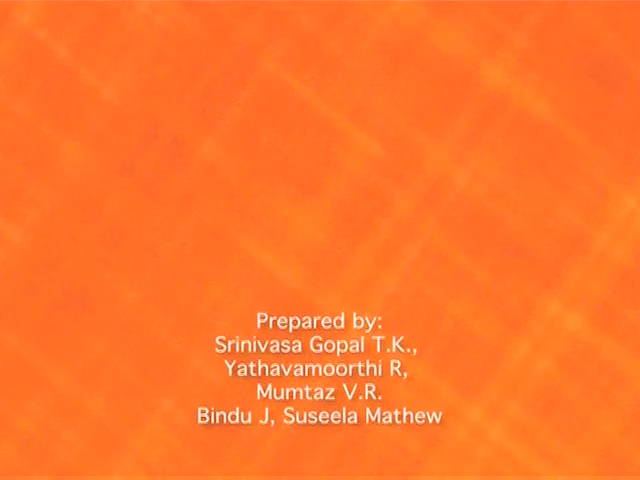 Prepared by:
Srinivasa Gopal T.K.,
Yathavamoorthi R,
Mumtaz V.R.
Bindu J, Suseela Mathew